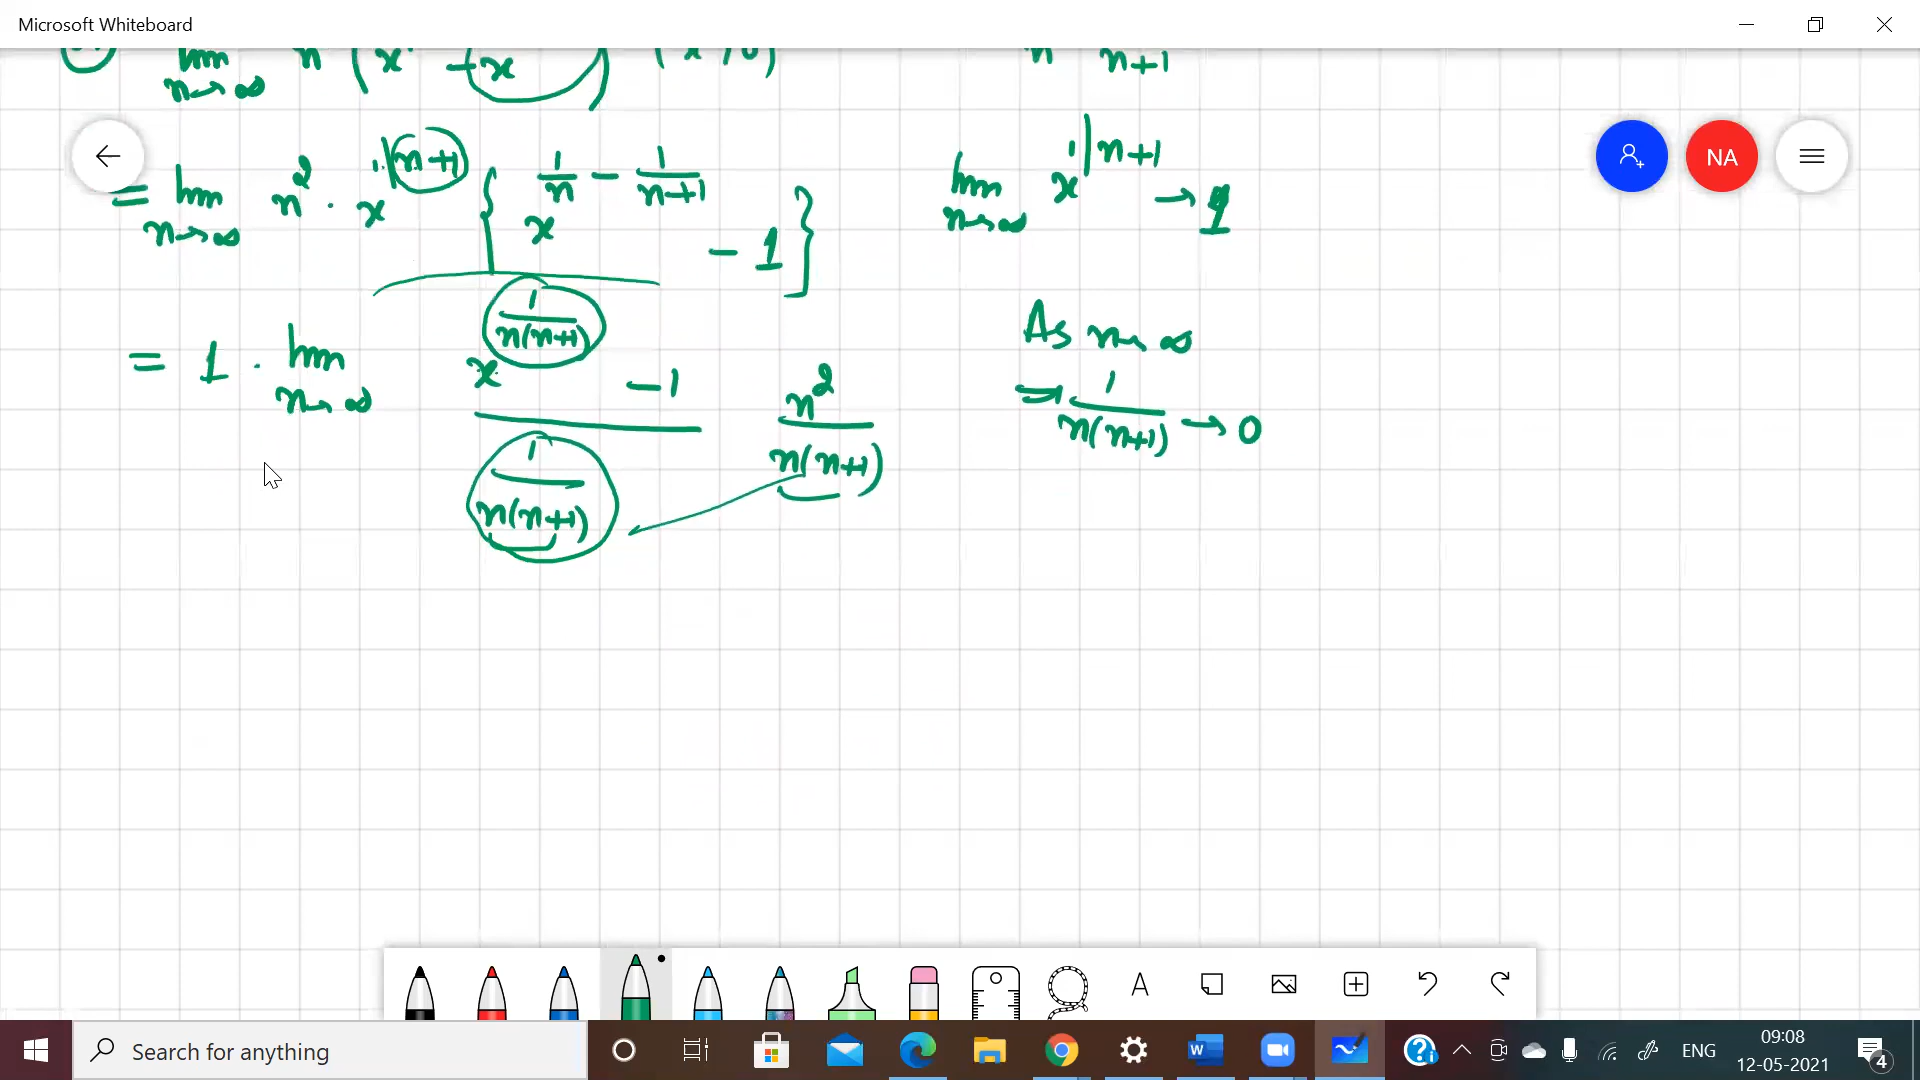 Microsoft Whiteboard
lim n→∞ n (x - x) (x > 0)
n n+1
= lim n→∞ n² . x^(1/(n+1)) { x^(1/n - 1/(n+1)) - 1 }
lim n→∞ x^(1/(n+1)) → 1
NA
= 1 . lim n→∞ (x^(1/(n(n+1))) - 1) / (1/(n(n+1))) n²/(n(n+1))
As n→∞
⇒ 1/(n(n+1)) → 0
A
Search for anything
ENG
09:08
12-05-2021
4